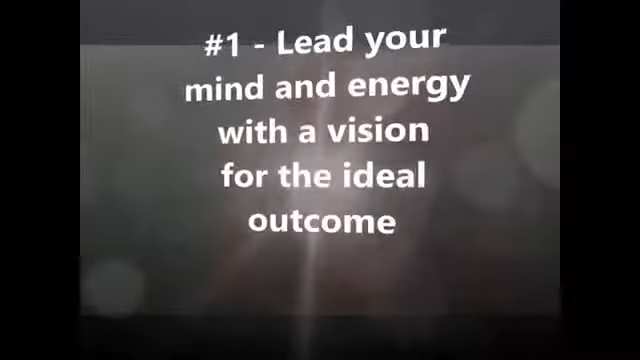 #1 - Lead your
mind and energy
with a vision
for the ideal
outcome